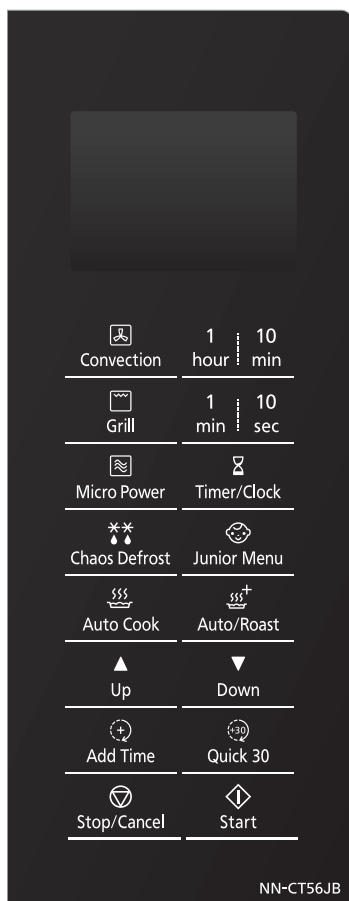 1 10
Convection hour min
1 10
Grill min sec
Micro Power Timer/Clock
Chaos Defrost Junior Menu
Auto Cook Auto/Roast
Up Down
+30
Add Time Quick 30
Stop/Cancel Start
NN-CT56JB